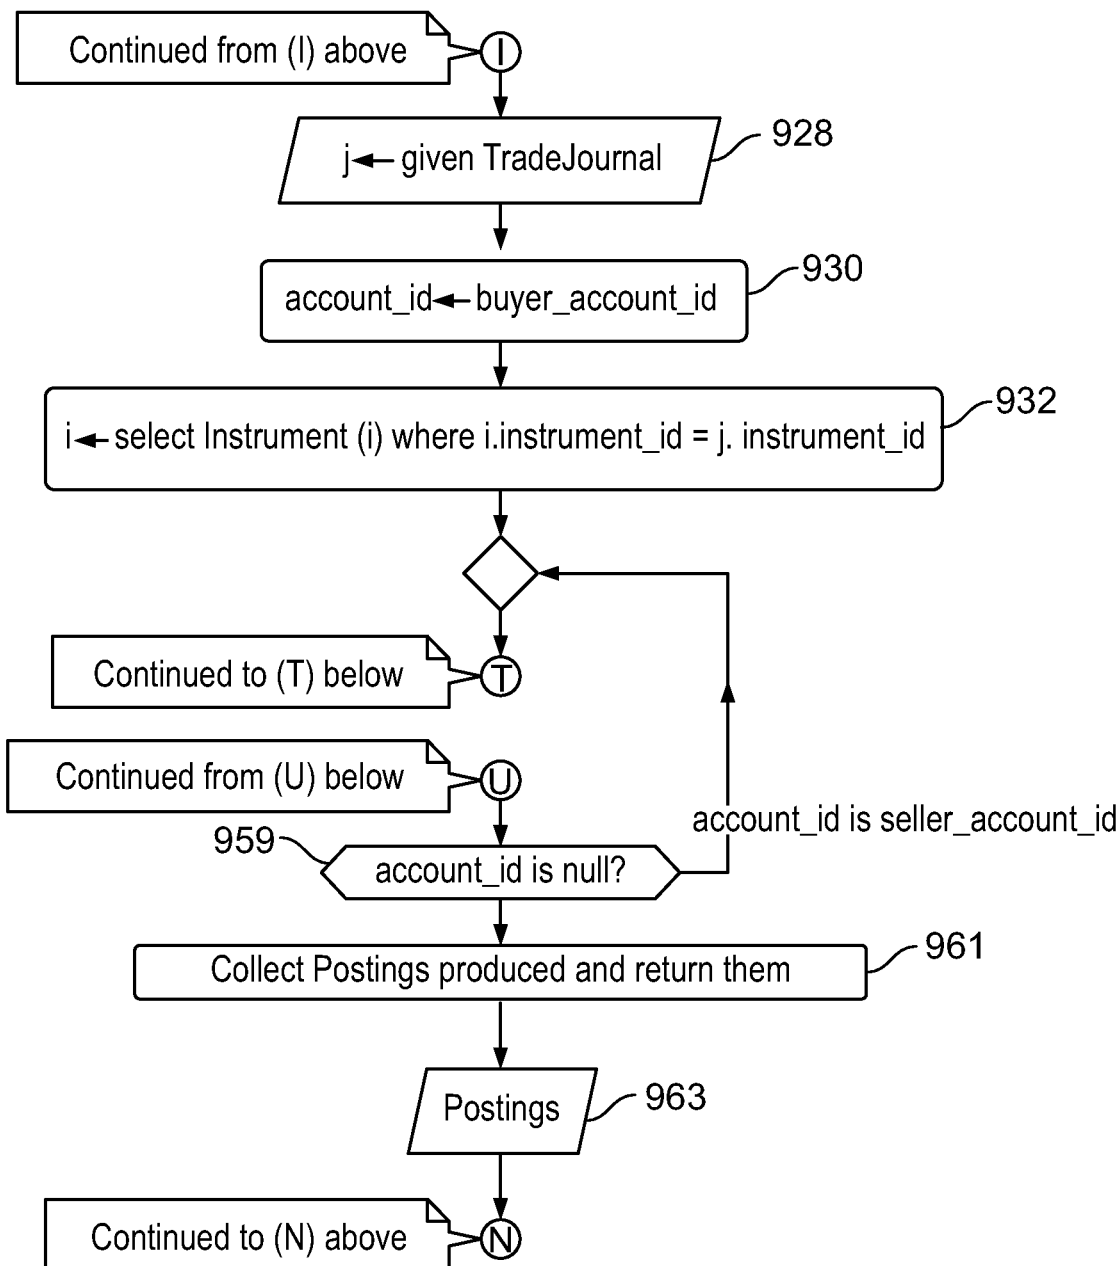 Continued from (I) above
I
j← given TradeJournal
928
account_id← buyer_account_id
930
i← select Instrument (i) where i.instrument_id = j. instrument_id
932
Continued to (T) below
T
Continued from (U) below
U
account_id is seller_account_id
959
account_id is null?
Collect Postings produced and return them
961
Postings
963
Continued to (N) above
N